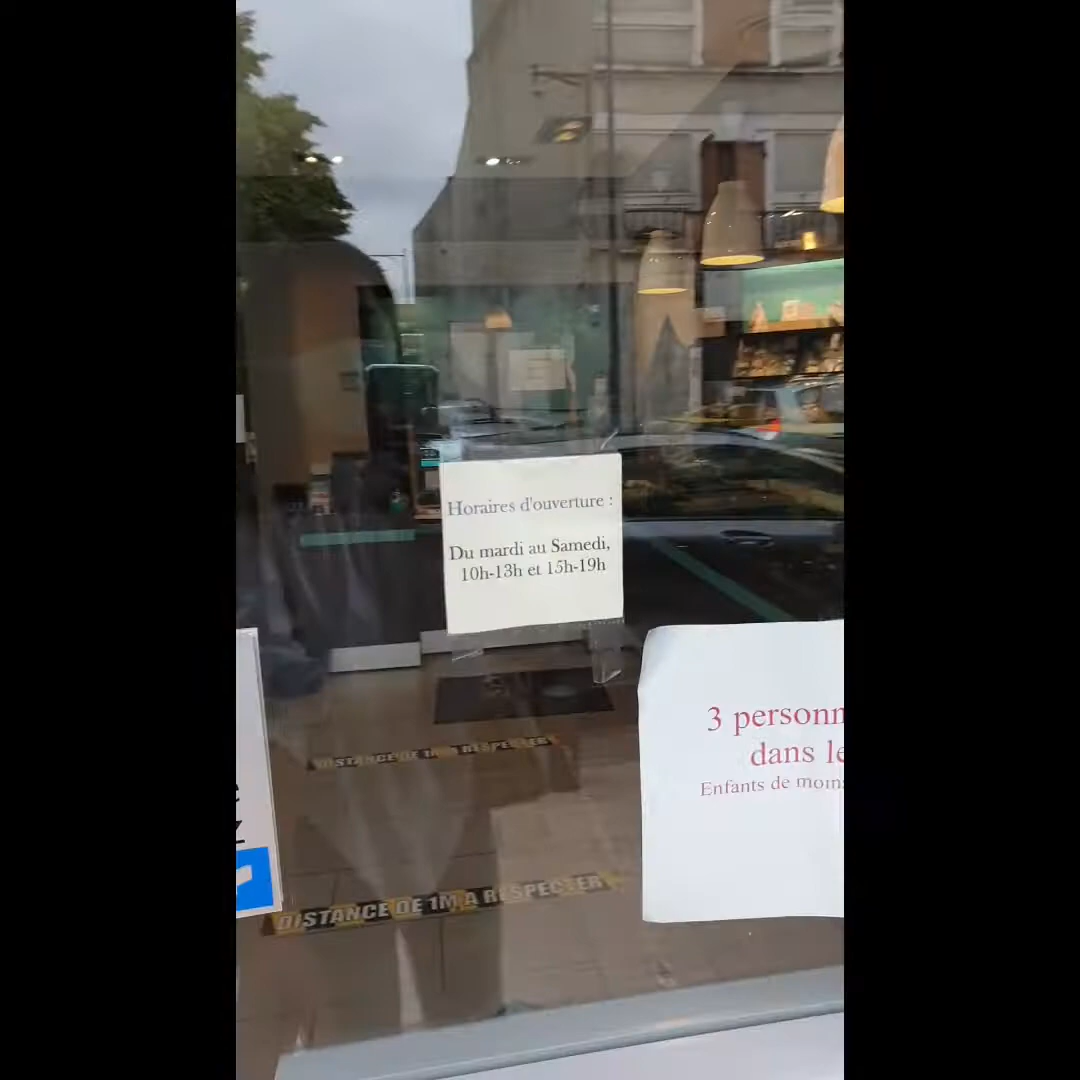 Horaires d'ouverture :
Du mardi au Samedi,
10h-13h et 15h-19h
3 personn
dans le
Enfants de moins
DISTANCE DE 1M A RESPECTER
DISTANCE DE 1M A RESPECTER